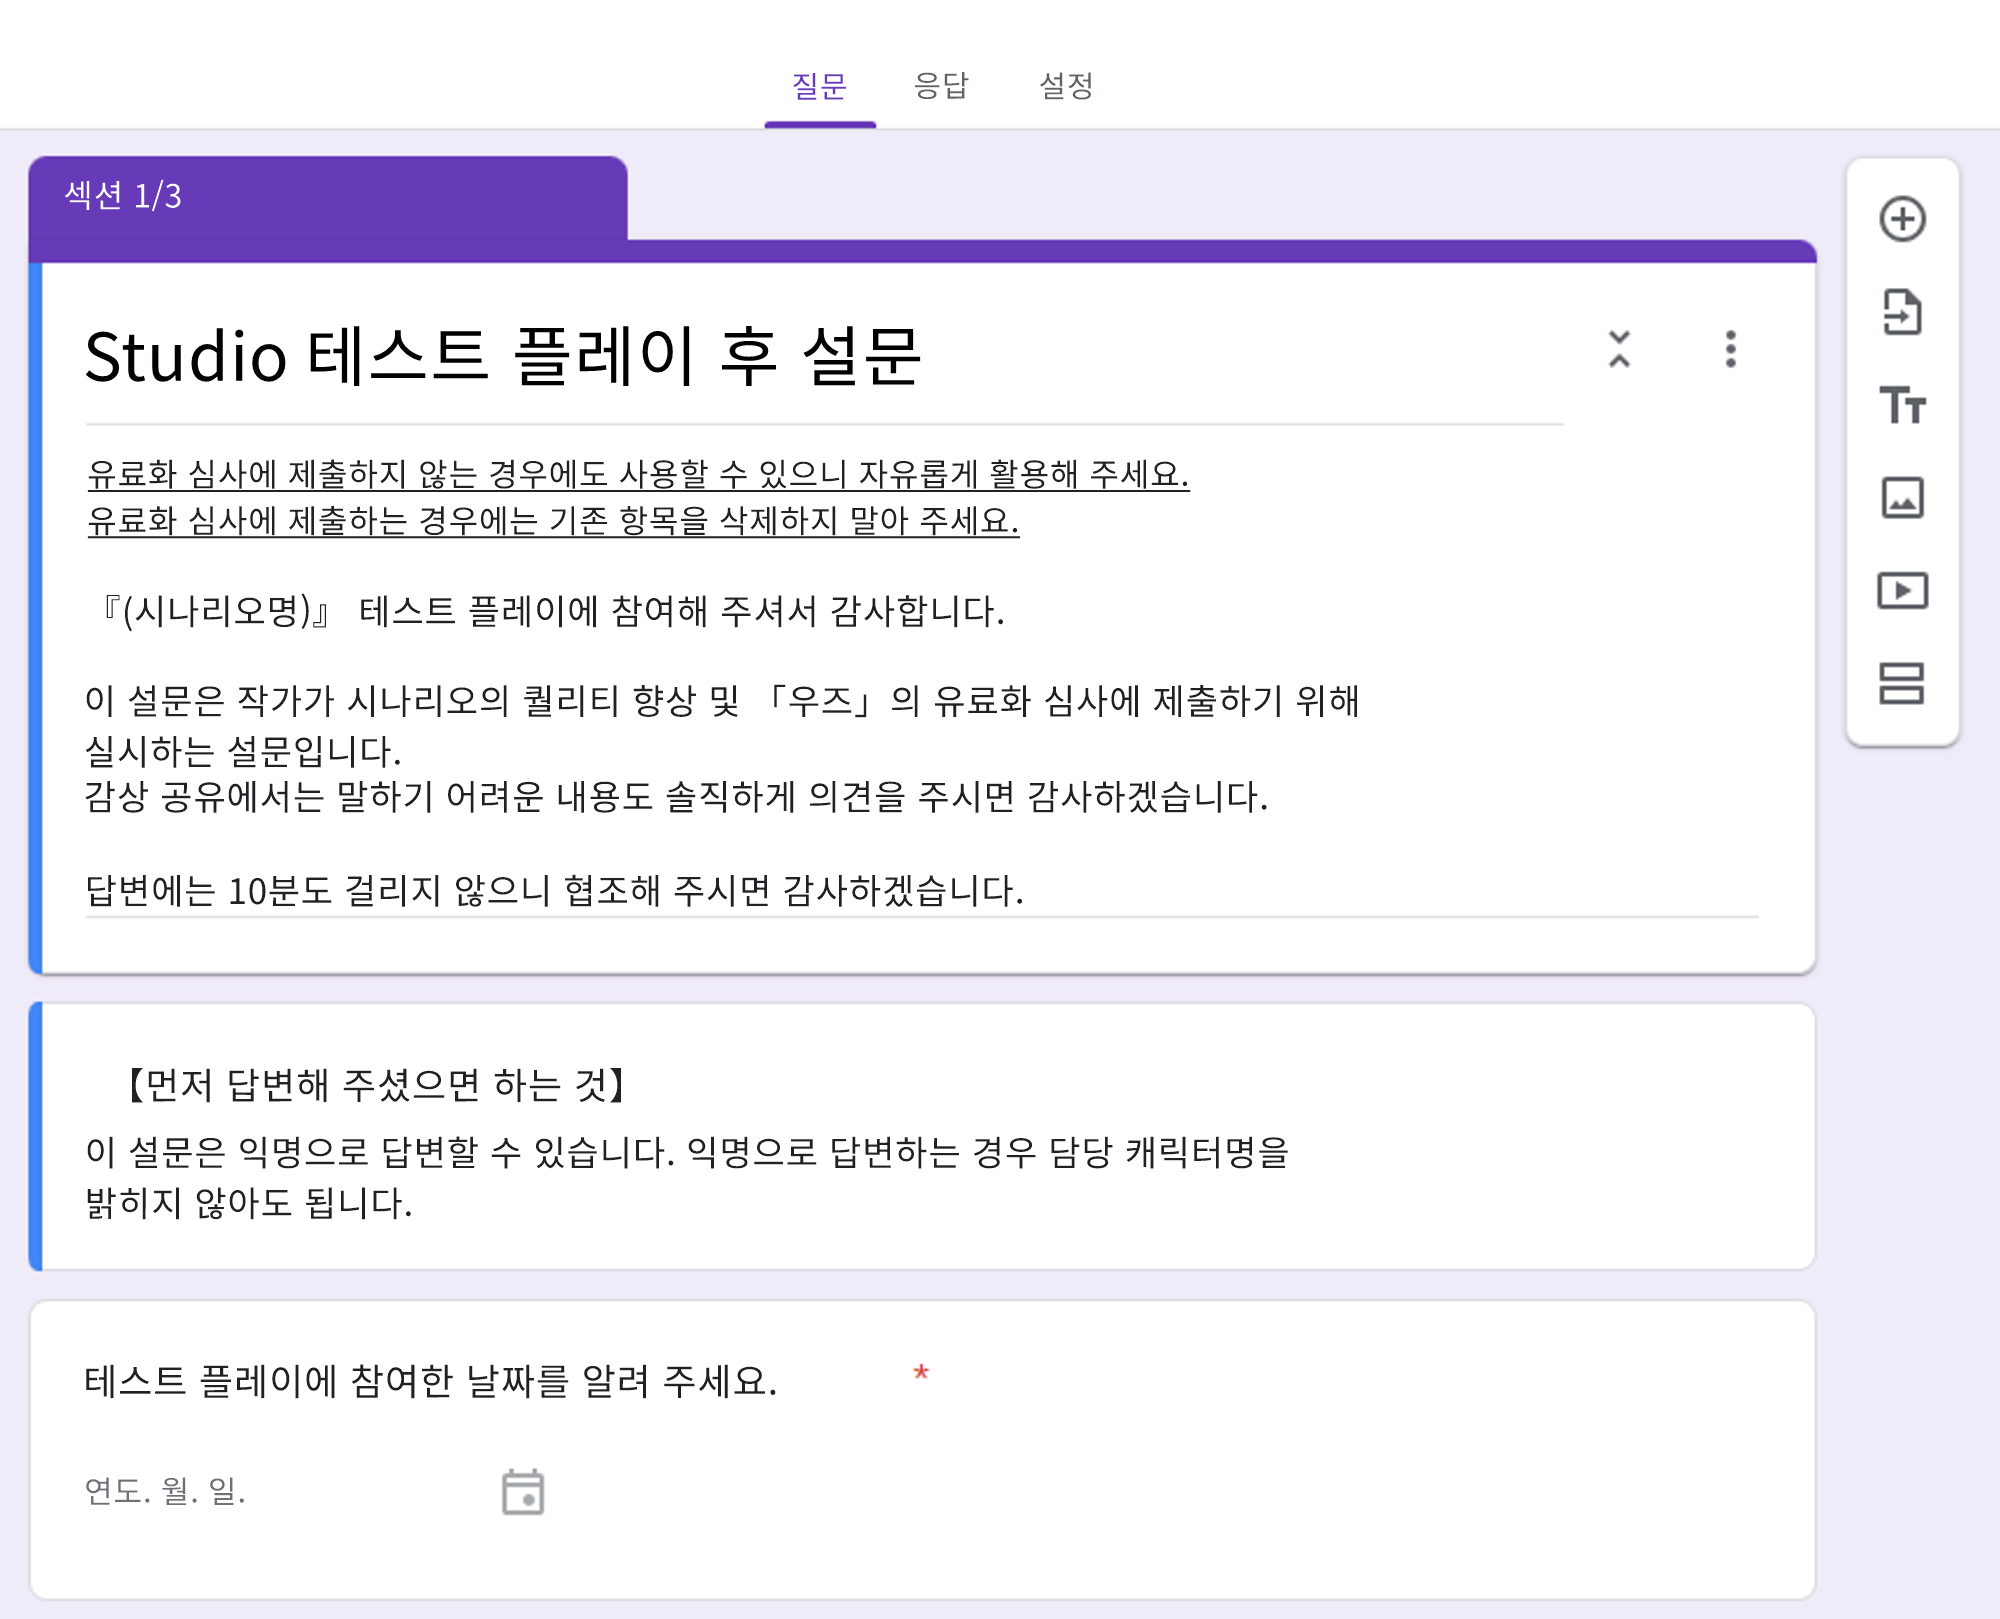 질문 응답 설정
섹션 1/3
Studio 테스트 플레이 후 설문
유료화 심사에 제출하지 않는 경우에도 사용할 수 있으니 자유롭게 활용해 주세요.
유료화 심사에 제출하는 경우에는 기존 항목을 삭제하지 말아 주세요.
『(시나리오명)』 테스트 플레이에 참여해 주셔서 감사합니다.
이 설문은 작가가 시나리오의 퀄리티 향상 및 「우즈」의 유료화 심사에 제출하기 위해
실시하는 설문입니다.
감상 공유에서는 말하기 어려운 내용도 솔직하게 의견을 주시면 감사하겠습니다.
답변에는 10분도 걸리지 않으니 협조해 주시면 감사하겠습니다.
【먼저 답변해 주셨으면 하는 것】
이 설문은 익명으로 답변할 수 있습니다. 익명으로 답변하는 경우 담당 캐릭터명을
밝히지 않아도 됩니다.
테스트 플레이에 참여한 날짜를 알려 주세요. *
연도. 월. 일.